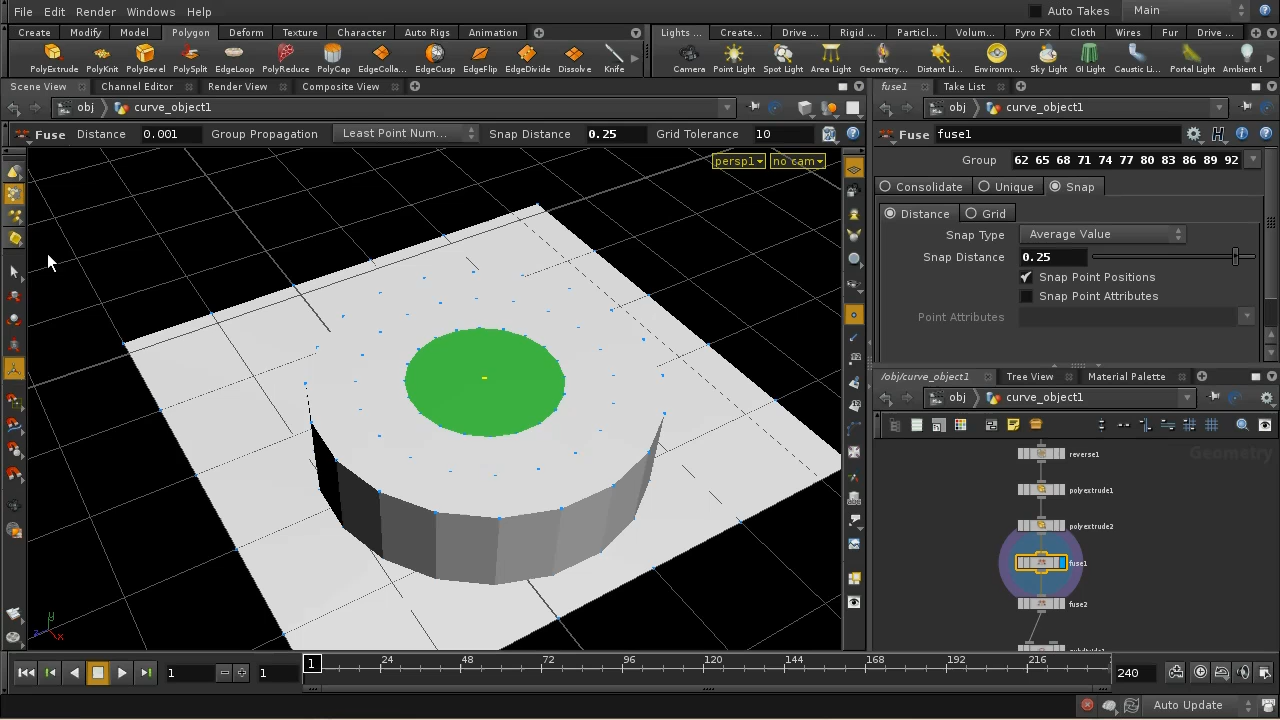 File Edit Render Windows Help Auto Takes Main
Create Modify Model Polygon Deform Texture Character Auto Rigs Animation Lights ... Create... Drive ... Rigid ... Particl... Volum... Pyro FX Cloth Wires Fur Drive ...
PolyExtrude PolyKnit PolyBevel PolySplit EdgeLoop PolyReduce PolyCap EdgeColla... EdgeCusp EdgeFlip EdgeDivide Dissolve Knife Camera Point Light Spot Light Area Light Geometry... Distant Li... Environm... Sky Light GI Light Caustic Li... Portal Light Ambient L
Scene View Channel Editor Render View Composite View fuse1 Take List
obj curve_object1 obj curve_object1
Fuse Distance 0.001 Group Propagation Least Point Num... Snap Distance 0.25 Grid Tolerance 10 Fuse fuse1
persp1 no cam Group 62 65 68 71 74 77 80 83 86 89 92
Consolidate Unique Snap
Distance Grid
Snap Type Average Value
Snap Distance 0.25
Snap Point Positions
Snap Point Attributes
Point Attributes
/obj/curve_object1 Tree View Material Palette
obj curve_object1
Geometry
reverse1
polyextrude1
polyextrude2
fuse1
fuse2
y
z x
1 1 1 24 48 72 96 120 144 168 192 216 240
Auto Update